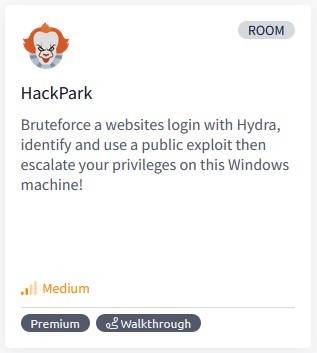 ROOM
HackPark
Bruteforce a websites login with Hydra,
identify and use a public exploit then
escalate your privileges on this Windows
machine!
Medium
Premium
Walkthrough